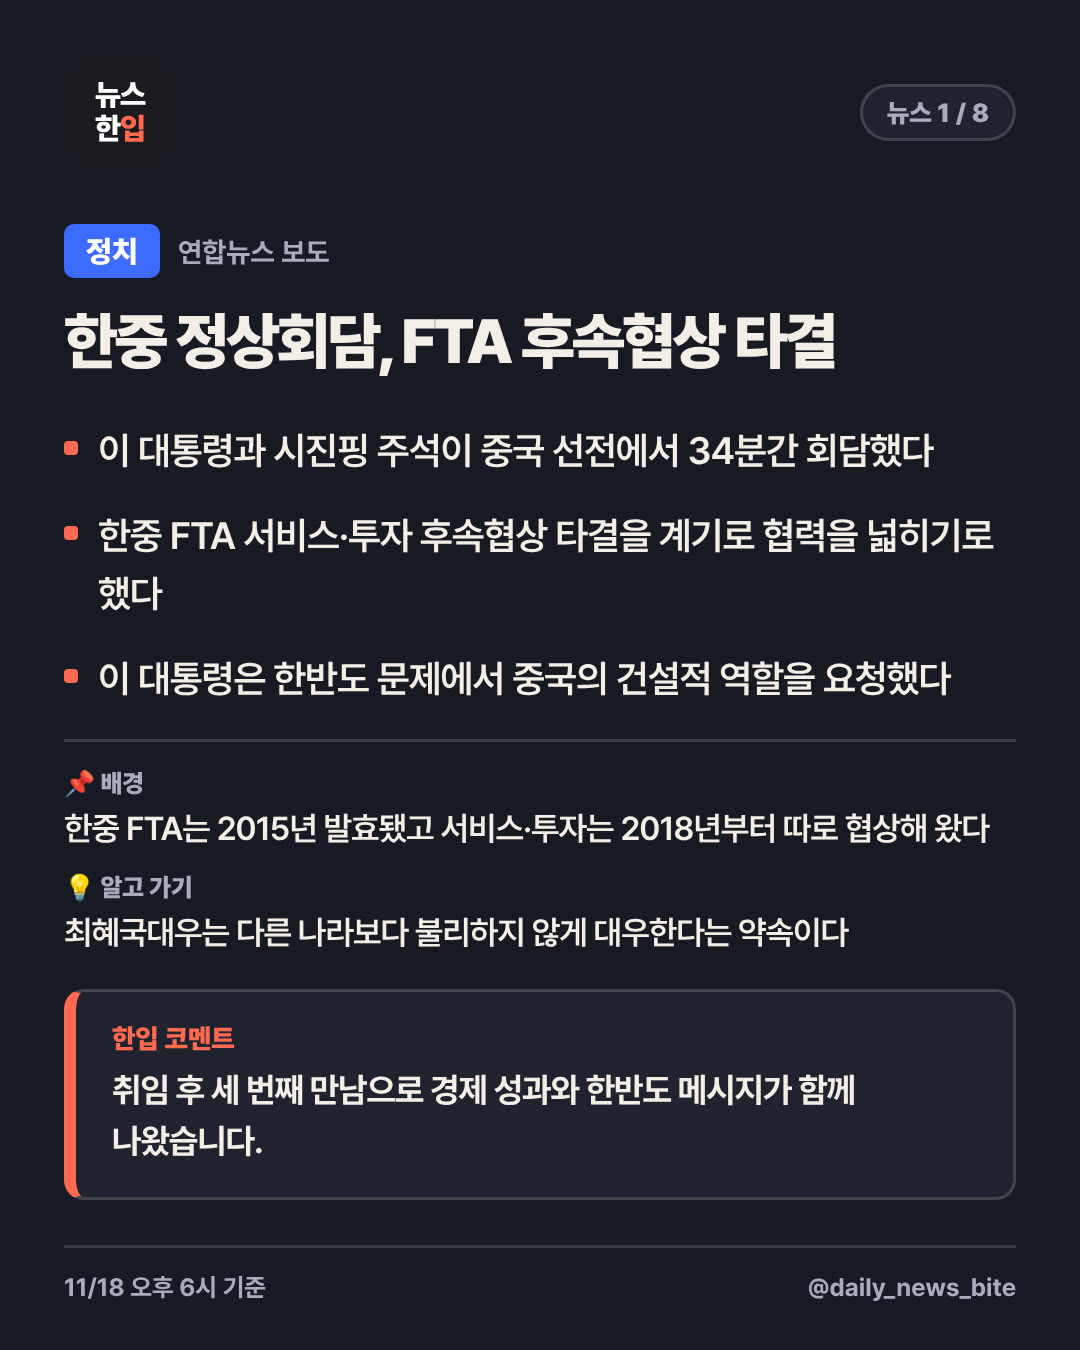 뉴스
한입
뉴스 1 / 8
정치 연합뉴스 보도
한중 정상회담, FTA 후속협상 타결
이 대통령과 시진핑 주석이 중국 선전에서 34분간 회담했다
한중 FTA 서비스·투자 후속협상 타결을 계기로 협력을 넓히기로
했다
이 대통령은 한반도 문제에서 중국의 건설적 역할을 요청했다
📌 배경
한중 FTA는 2015년 발효됐고 서비스·투자는 2018년부터 따로 협상해 왔다
💡 알고 가기
최혜국대우는 다른 나라보다 불리하지 않게 대우한다는 약속이다
한입 코멘트
취임 후 세 번째 만남으로 경제 성과와 한반도 메시지가 함께
나왔습니다.
11/18 오후 6시 기준
@daily_news_bite